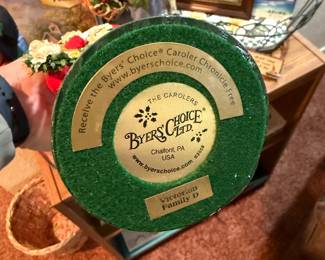 Receive the Byers' Choice® Caroler Chronicle Free
www.byerschoice.com
THE CAROLERS
BYERS' CHOICE
LTD.
Chalfont, PA
USA
www.byerschoice.com
Victorian
Family D